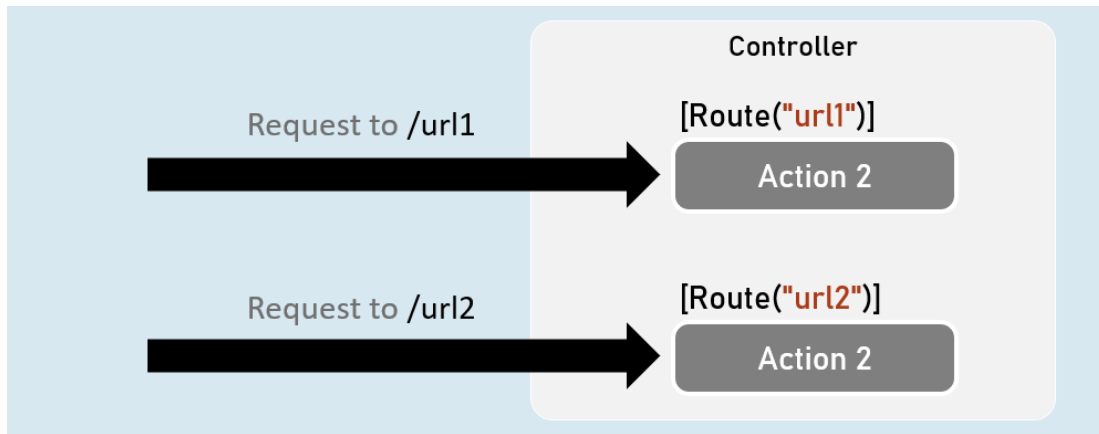 Controller
Request to /url1
[Route("url1")]
Action 2
Request to /url2
[Route("url2")]
Action 2